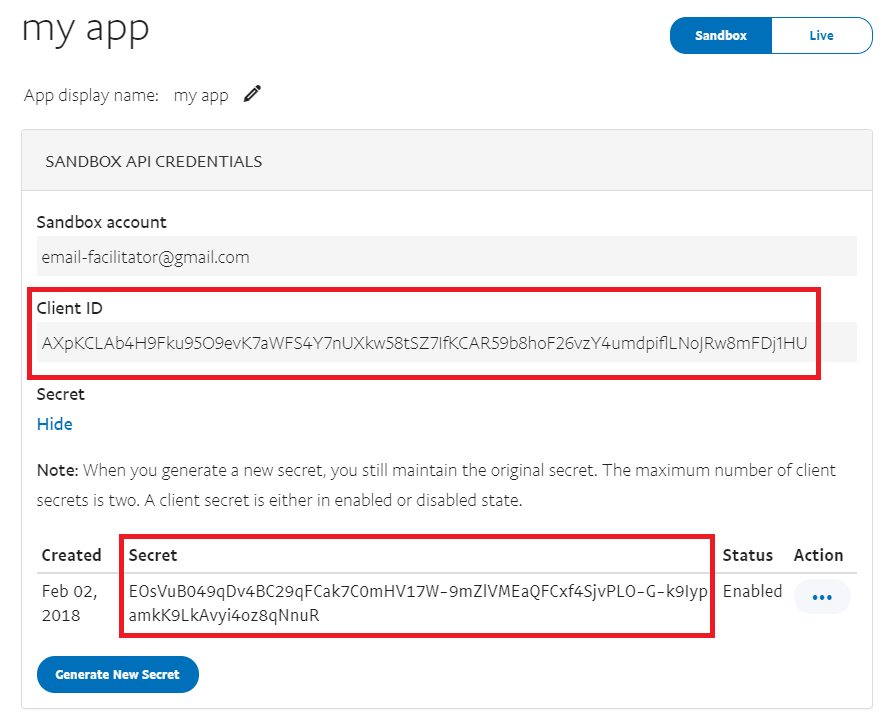 my app
Sandbox
Live
App display name: my app
SANDBOX API CREDENTIALS
Sandbox account
email-facilitator@gmail.com
Client ID
AXpKCLAb4H9Fku95O9evK7aWFS4Y7nUXkw58tSZ7IfKCAR59b8hoF26vzY4umdpiflLNoJRw8mFDj1HU
Secret
Hide
Note: When you generate a new secret, you still maintain the original secret. The maximum number of client
secrets is two. A client secret is either in enabled or disabled state.
Created Secret Status Action
Feb 02, EOsVuB049qDv4BC29qFCak7C0mHV17W-9mZlVMEaQFCxf4SjvPLO-G-k9Iyp Enabled
2018 amkK9LkAvyi4oz8qNnuR
Generate New Secret